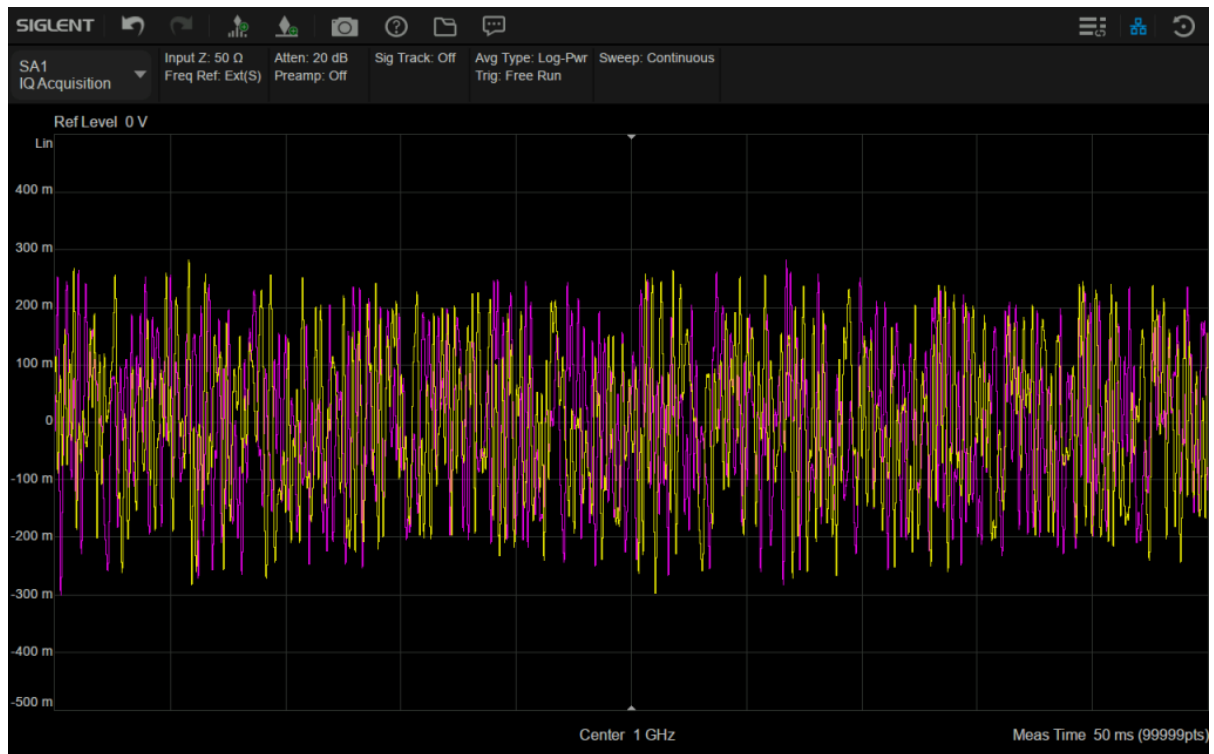 SIGLENT
SA1
IQ Acquisition
Input Z: 50 Ω
Freq Ref: Ext(S)
Atten: 20 dB
Preamp: Off
Sig Track: Off
Avg Type: Log-Pwr
Trig: Free Run
Sweep: Continuous
Ref Level 0 V
Lin
400 m
300 m
200 m
100 m
0
-100 m
-200 m
-300 m
-400 m
-500 m
Center 1 GHz
Meas Time 50 ms (99999pts)